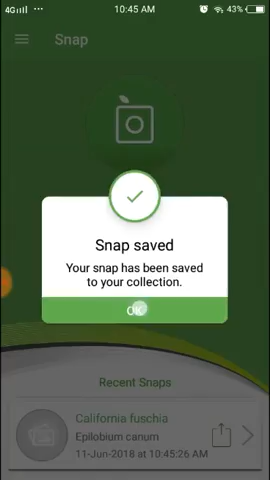 4G ... 10:45 AM 43%
Snap
Snap saved
Your snap has been saved
to your collection.
OK
Recent Snaps
California fuschia
Epilobium canum
11-Jun-2018 at 10:45:26 AM